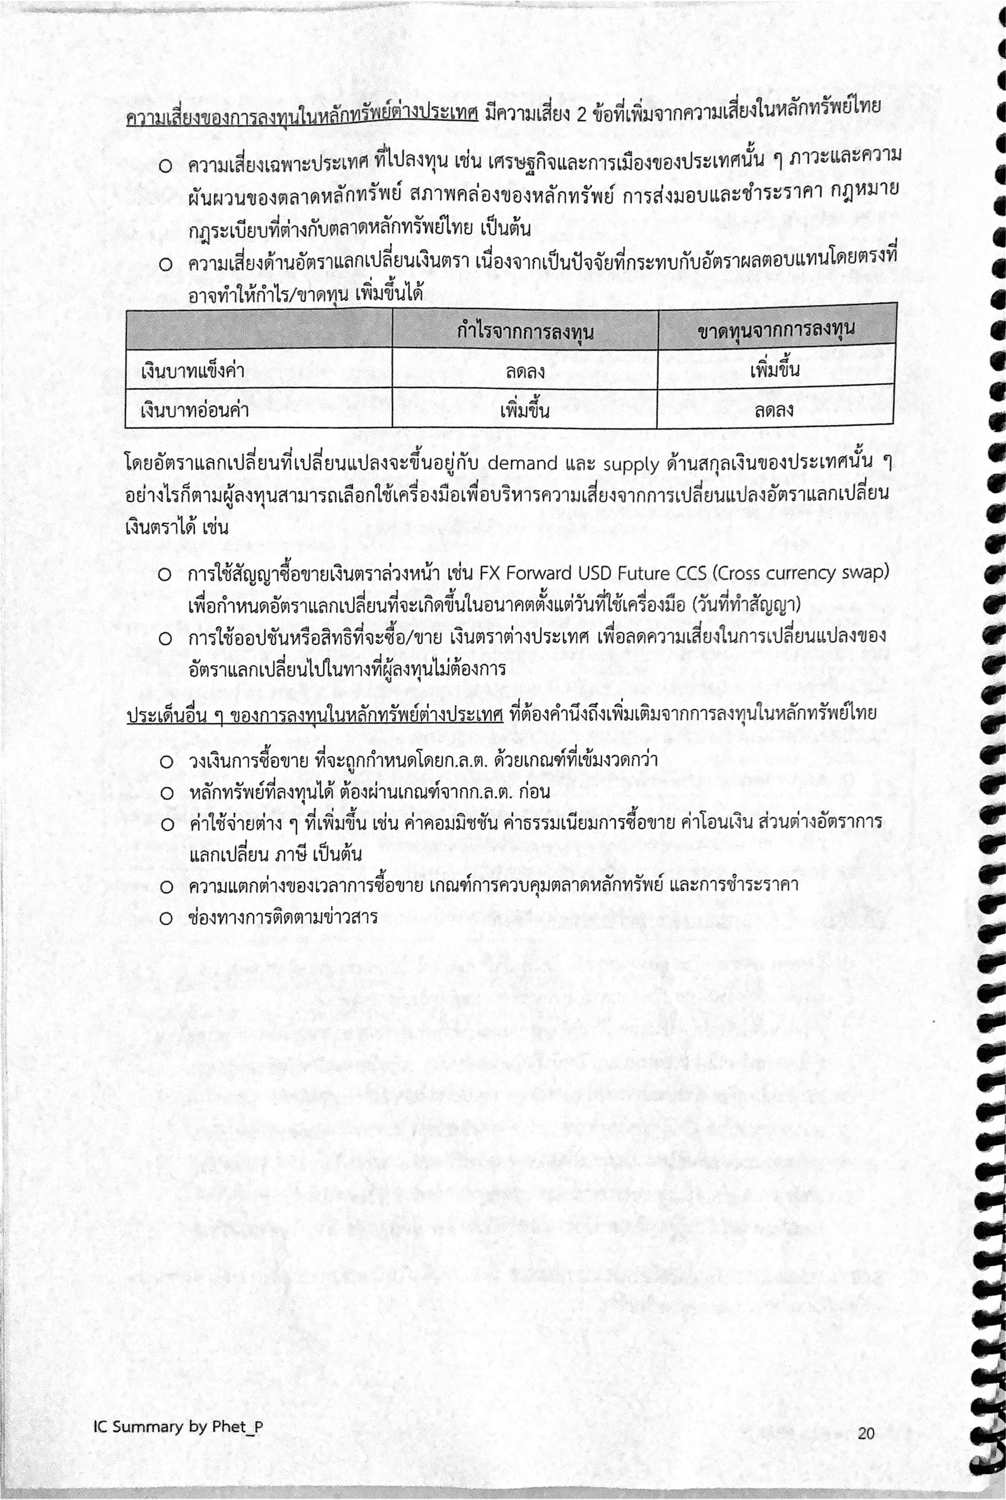 ความเสี่ยงของการลงทุนในหลักทรัพย์ต่างประเทศ มีความเสี่ยง 2 ข้อที่เพิ่มจากความเสี่ยงในหลักทรัพย์ไทย
O ความเสี่ยงเฉพาะประเทศ ที่ไปลงทุน เช่น เศรษฐกิจและการเมืองของประเทศนั้น ๆ ภาวะและความ
ผันผวนของตลาดหลักทรัพย์ สภาพคล่องของหลักทรัพย์ การส่งมอบและชำระราคา กฎหมาย
กฎระเบียบที่ต่างกับตลาดหลักทรัพย์ไทย เป็นต้น
O ความเสี่ยงด้านอัตราแลกเปลี่ยนเงินตรา เนื่องจากเป็นปัจจัยที่กระทบกับอัตราผลตอบแทนโดยตรงที่
อาจทำให้กำไร/ขาดทุน เพิ่มขึ้นได้
กำไรจากการลงทุน ขาดทุนจากการลงทุน
เงินบาทแข็งค่า ลดลง เพิ่มขึ้น
เงินบาทอ่อนค่า เพิ่มขึ้น ลดลง
โดยอัตราแลกเปลี่ยนที่เปลี่ยนแปลงจะขึ้นอยู่กับ demand และ supply ด้านสกุลเงินของประเทศนั้น ๆ
อย่างไรก็ตามผู้ลงทุนสามารถเลือกใช้เครื่องมือเพื่อบริหารความเสี่ยงจากการเปลี่ยนแปลงอัตราแลกเปลี่ยน
เงินตราได้ เช่น
O การใช้สัญญาซื้อขายเงินตราล่วงหน้า เช่น FX Forward USD Future CCS (Cross currency swap)
เพื่อกำหนดอัตราแลกเปลี่ยนที่จะเกิดขึ้นในอนาคตตั้งแต่วันที่ใช้เครื่องมือ (วันที่ทำสัญญา)
O การใช้ออปชันหรือสิทธิที่จะซื้อ/ขาย เงินตราต่างประเทศ เพื่อลดความเสี่ยงในการเปลี่ยนแปลงของ
อัตราแลกเปลี่ยนไปในทางที่ผู้ลงทุนไม่ต้องการ
ประเด็นอื่น ๆ ของการลงทุนในหลักทรัพย์ต่างประเทศ ที่ต้องคำนึงถึงเพิ่มเติมจากการลงทุนในหลักทรัพย์ไทย
O วงเงินการซื้อขาย ที่จะถูกกำหนดโดยก.ล.ต. ด้วยเกณฑ์ที่เข้มงวดกว่า
O หลักทรัพย์ที่ลงทุนได้ ต้องผ่านเกณฑ์จากก.ล.ต. ก่อน
O ค่าใช้จ่ายต่าง ๆ ที่เพิ่มขึ้น เช่น ค่าคอมมิชชัน ค่าธรรมเนียมการซื้อขาย ค่าโอนเงิน ส่วนต่างอัตราการ
แลกเปลี่ยน ภาษี เป็นต้น
O ความแตกต่างของเวลาการซื้อขาย เกณฑ์การควบคุมตลาดหลักทรัพย์ และการชำระราคา
O ช่องทางการติดตามข่าวสาร
IC Summary by Phet_P
20